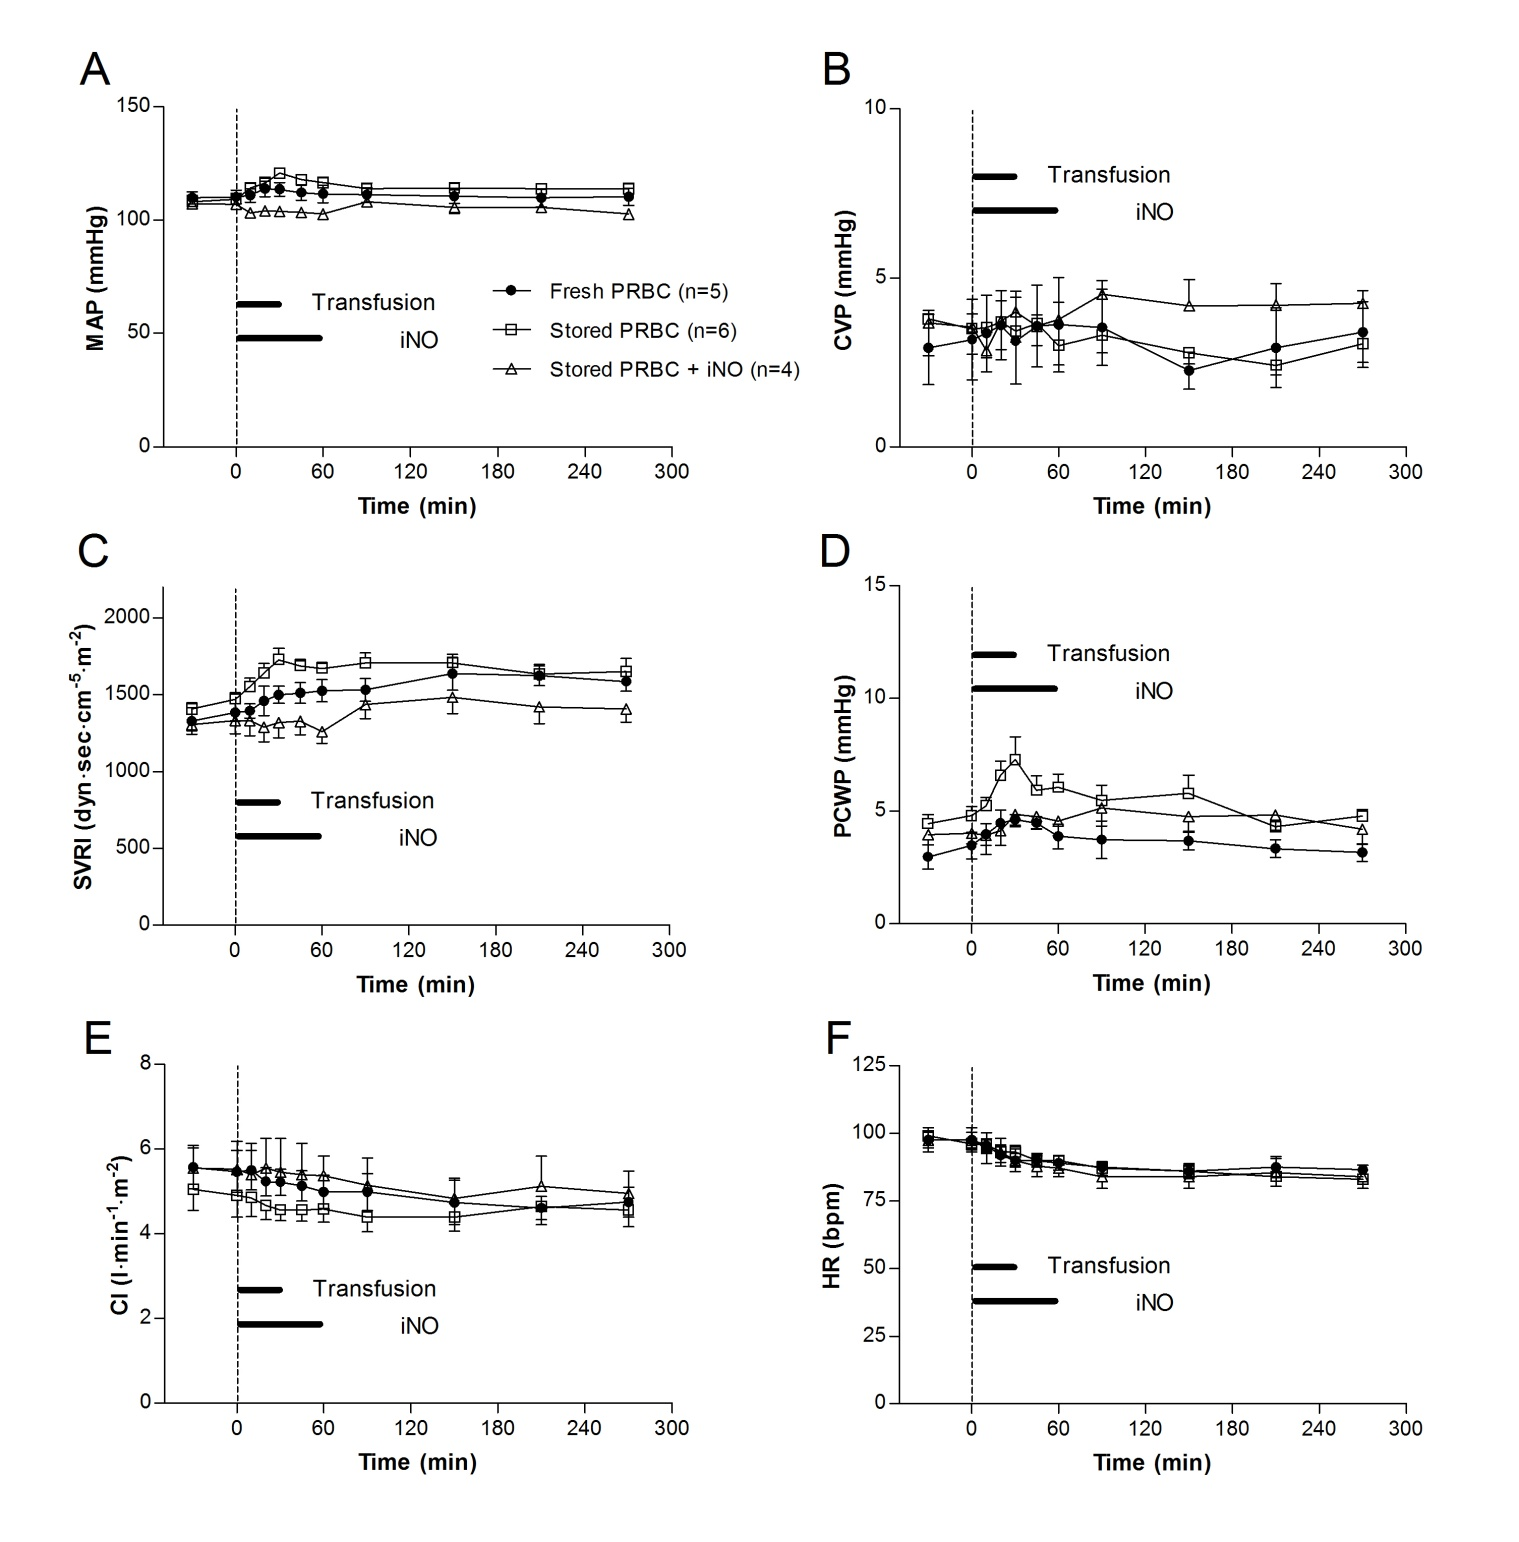 A
150
100
50
0
MAP (mmHg)
Transfusion
iNO
Fresh PRBC (n=5)
Stored PRBC (n=6)
Stored PRBC + iNO (n=4)
0 60 120 180 240 300
Time (min)
B
10
5
0
CVP (mmHg)
Transfusion
iNO
0 60 120 180 240 300
Time (min)
C
2000
1500
1000
500
0
SVRI (dyn·sec·cm⁻⁵·m⁻²)
Transfusion
iNO
0 60 120 180 240 300
Time (min)
D
15
10
5
0
PCWP (mmHg)
Transfusion
iNO
0 60 120 180 240 300
Time (min)
E
8
6
4
2
0
CI (l·min⁻¹·m⁻²)
Transfusion
iNO
0 60 120 180 240 300
Time (min)
F
125
100
75
50
25
0
HR (bpm)
Transfusion
iNO
0 60 120 180 240 300
Time (min)